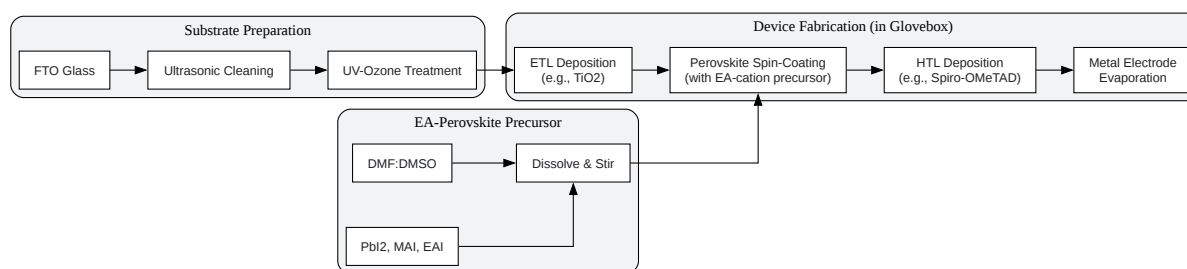 Substrate Preparation
FTO Glass
Ultrasonic Cleaning
UV-Ozone Treatment
Device Fabrication (in Glovebox)
ETL Deposition
(e.g., TiO2)
Perovskite Spin-Coating
(with EA-cation precursor)
HTL Deposition
(e.g., Spiro-OMeTAD)
Metal Electrode
Evaporation
EA-Perovskite Precursor
DMF:DMSO
Dissolve & Stir
PbI2, MAI, EAI